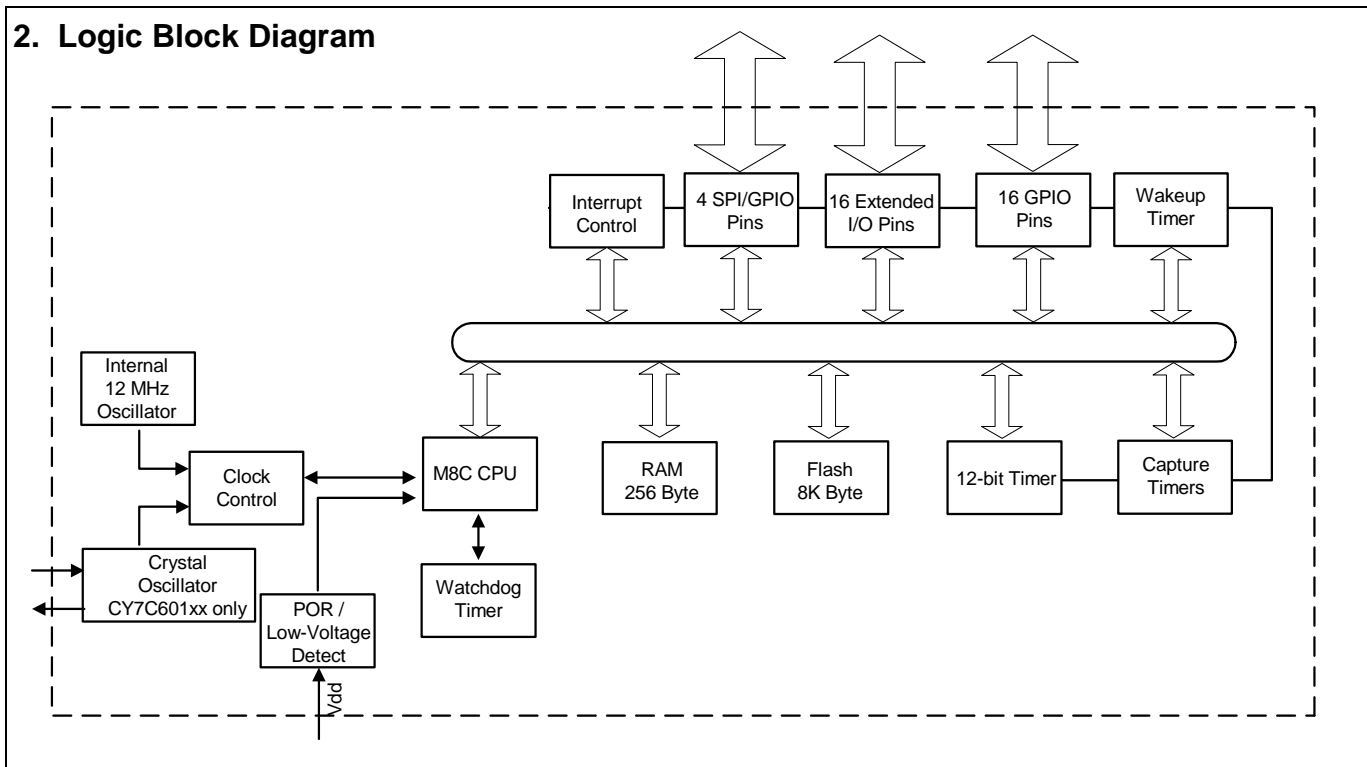 2. Logic Block Diagram
Interrupt
Control
4 SPI/GPIO
Pins
16 Extended
I/O Pins
16 GPIO
Pins
Wakeup
Timer
Internal
12 MHz
Oscillator
Clock
Control
Crystal
Oscillator
CY7C601xx only
POR /
Low-Voltage
Detect
Vdd
M8C CPU
Watchdog
Timer
RAM
256 Byte
Flash
8K Byte
12-bit Timer
Capture
Timers